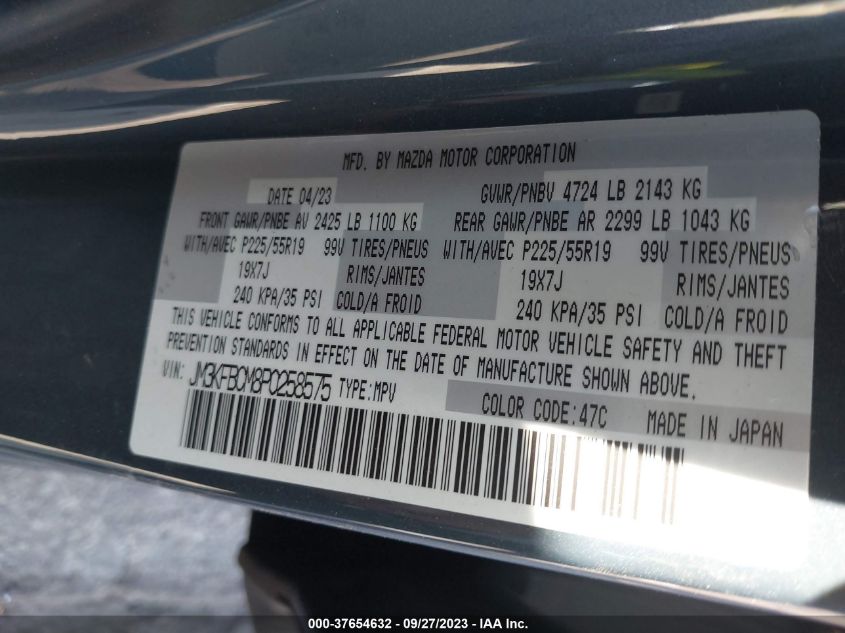 MFD. BY MAZDA MOTOR CORPORATION
DATE 04/23 GVWR/PNBV 4724 LB 2143 KG
FRONT GAWR/PNBE AV 2425 LB 1100 KG REAR GAWR/PNBE AR 2299 LB 1043 KG
WITH/AVEC P225/55R19 99V TIRES/PNEUS WITH/AVEC P225/55R19 99V TIRES/PNEUS
19X7J RIMS/JANTES 19X7J RIMS/JANTES
240 KPA/35 PSI COLD/A FROID 240 KPA/35 PSI COLD/A FROID
THIS VEHICLE CONFORMS TO ALL APPLICABLE FEDERAL MOTOR VEHICLE SAFETY AND THEFT
PREVENTION STANDARDS IN EFFECT ON THE DATE OF MANUFACTURE SHOWN ABOVE.
VIN: JM3KFBCM8P0258575 TYPE:MPV
COLOR CODE:47C MADE IN JAPAN
000-37654632 - 09/27/2023 - IAA Inc.